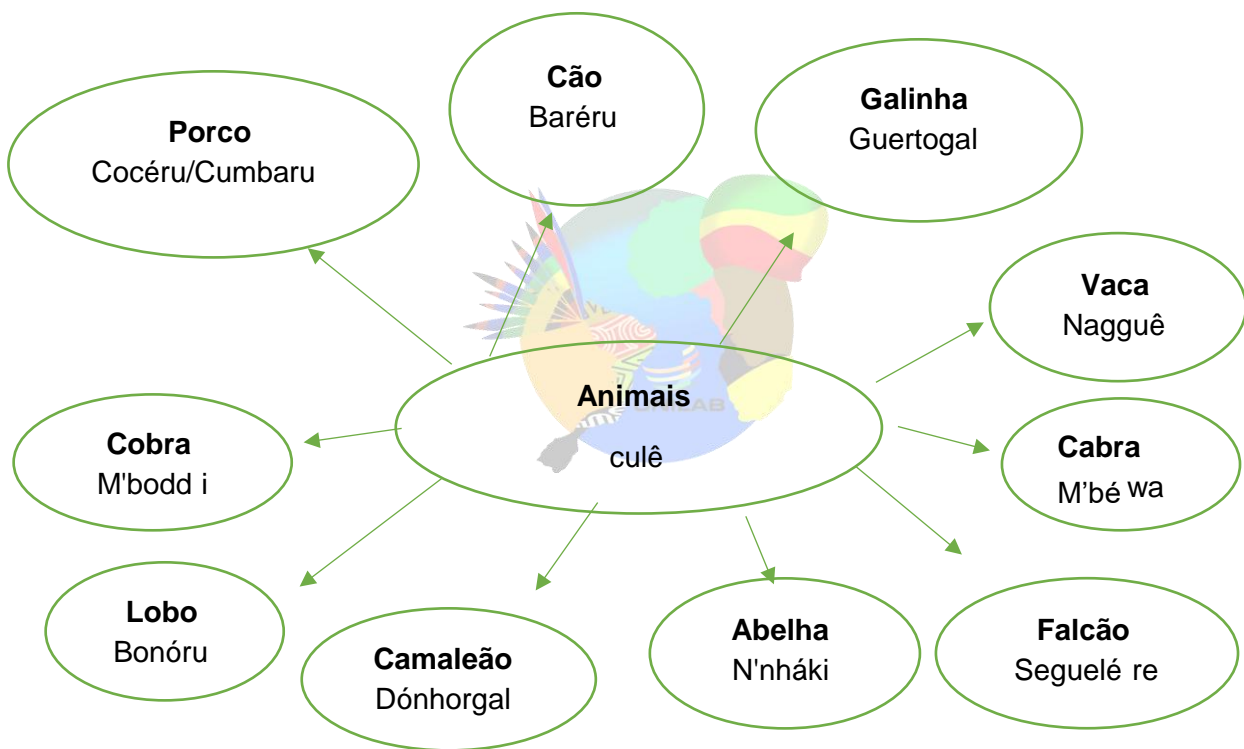 Cão
Baréru
Galinha
Guertogal
Porco
Cocéru/Cumbaru
Vaca
Nagguê
Animais
UNILAB
culê
Cobra
M'bodd i
Cabra
M’bé wa
Lobo
Bonóru
Camaleão
Dónhorgal
Abelha
N'nháki
Falcão
Seguelé re